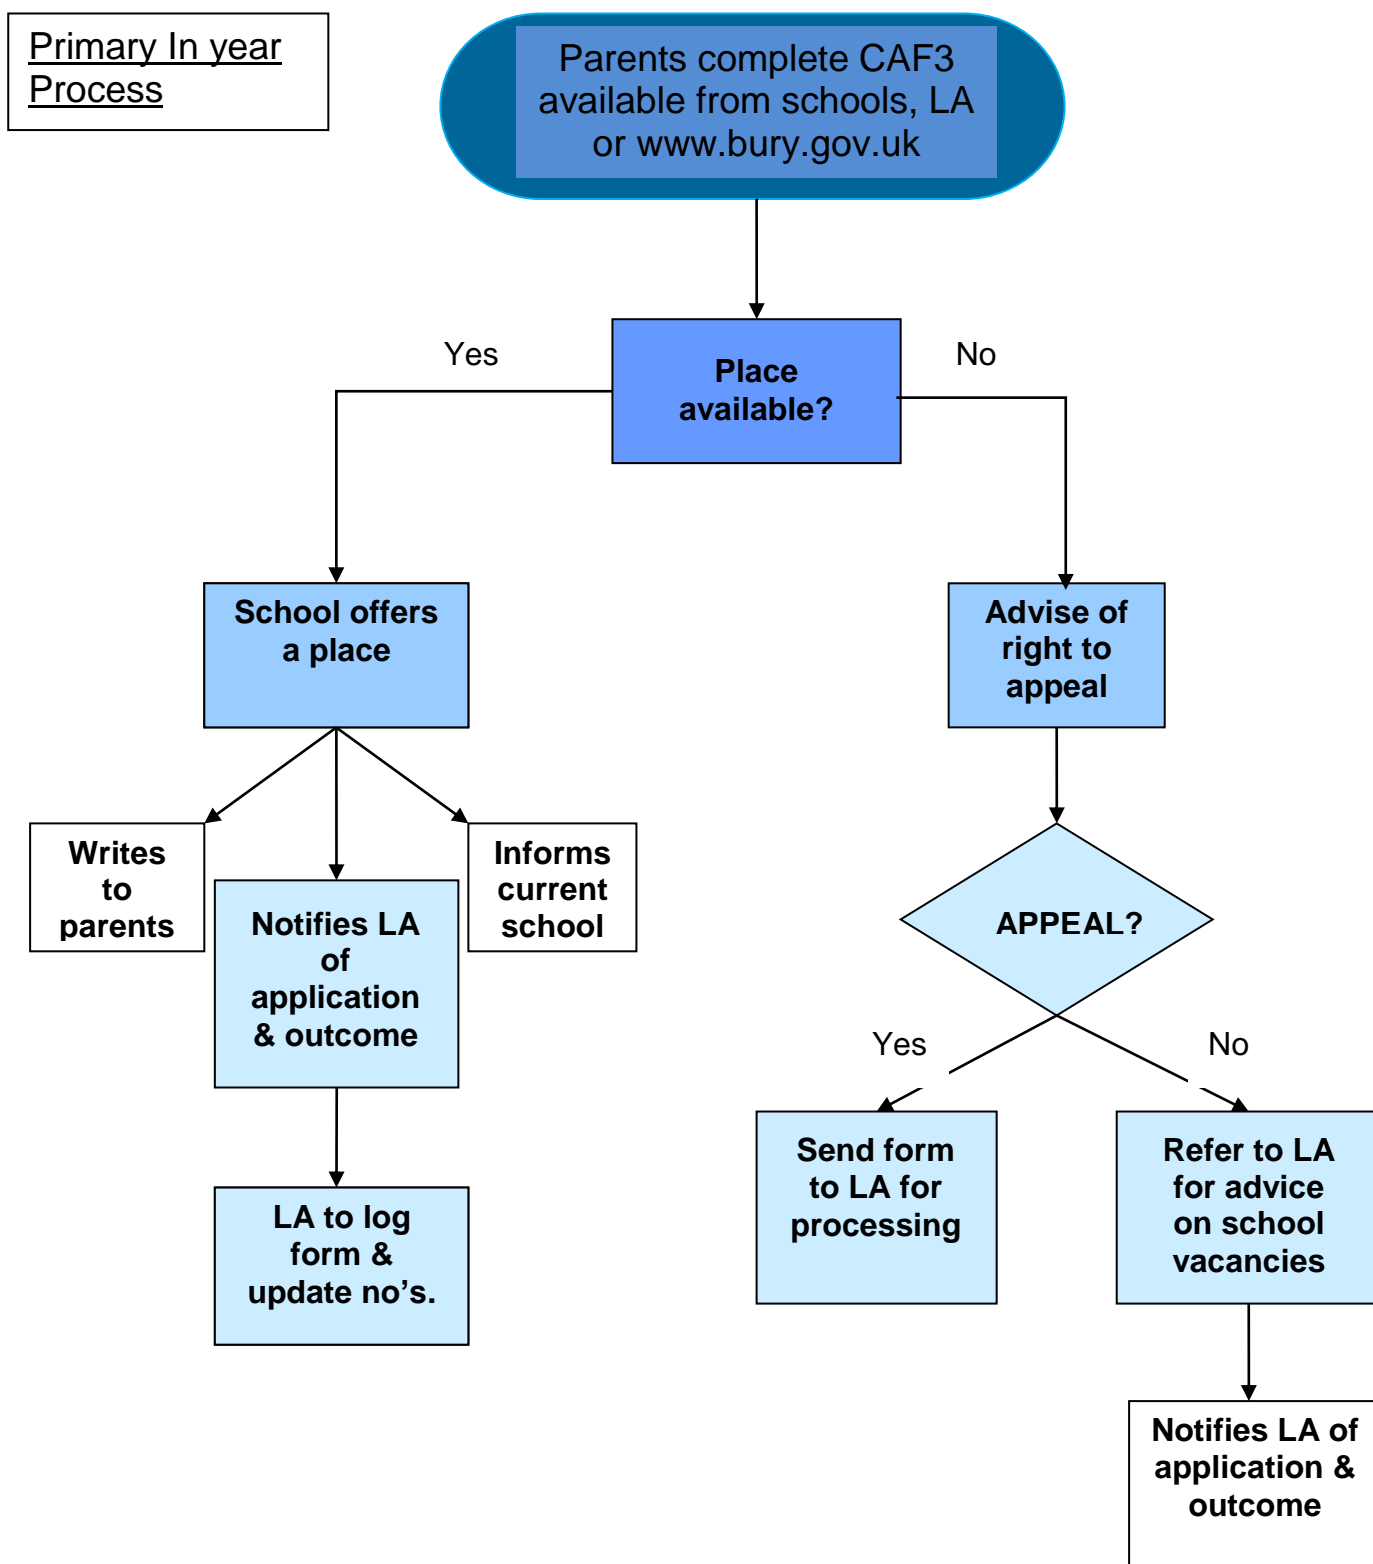 Primary In year
Process
Parents complete CAF3
available from schools, LA
or www.bury.gov.uk
Yes
No
Place
available?
School offers
a place
Advise of
right to
appeal
Writes
to
parents
Notifies LA
of
application
& outcome
Informs
current
school
APPEAL?
Yes
No
LA to log
form &
update no’s.
Send form
to LA for
processing
Refer to LA
for advice
on school
vacancies
Notifies LA of
application &
outcome